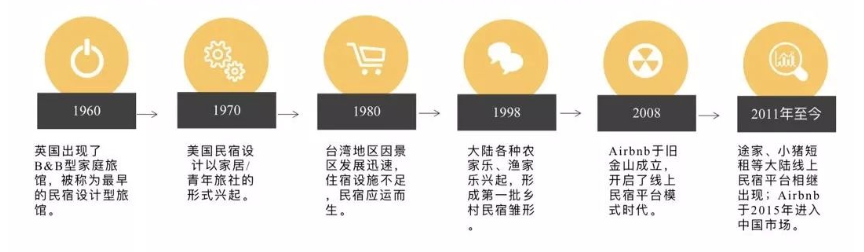 1960
英国出现了
B&B型家庭旅
馆，被称为最早
的民宿设计型旅
馆。
1970
美国民宿设
计以家居/
青年旅社的
形式兴起。
1980
台湾地区因景
区发展迅速，
住宿设施不足
，民宿应运而
生。
1998
大陆各种农
家乐、渔家
乐兴起，形
成第一批乡
村民宿雏形
。
2008
Airbnb于旧
金山成立，
开启了线上
民宿平台模
式时代。
2011年至今
途家、小猪短
租等大陆线上
民宿平台相继
出现；Airbnb
于2015年进入
中国市场。